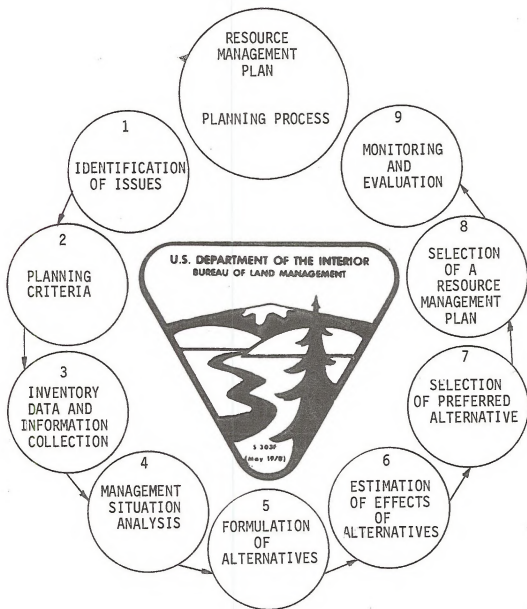 RESOURCE
MANAGEMENT
PLAN
PLANNING PROCESS
1
IDENTIFICATION
OF ISSUES
2
PLANNING
CRITERIA
3
INVENTORY
DATA AND
INFORMATION
COLLECTION
4
MANAGEMENT
SITUATION
ANALYSIS
5
FORMULATION
OF
ALTERNATIVES
6
ESTIMATION
OF EFFECTS
OF
ALTERNATIVES
7
SELECTION
OF PREFERRED
ALTERNATIVE
8
SELECTION
OF A
RESOURCE
MANAGEMENT
PLAN
9
MONITORING
AND
EVALUATION
U.S. DEPARTMENT OF THE INTERIOR
BUREAU OF LAND MANAGEMENT
(May 1978)